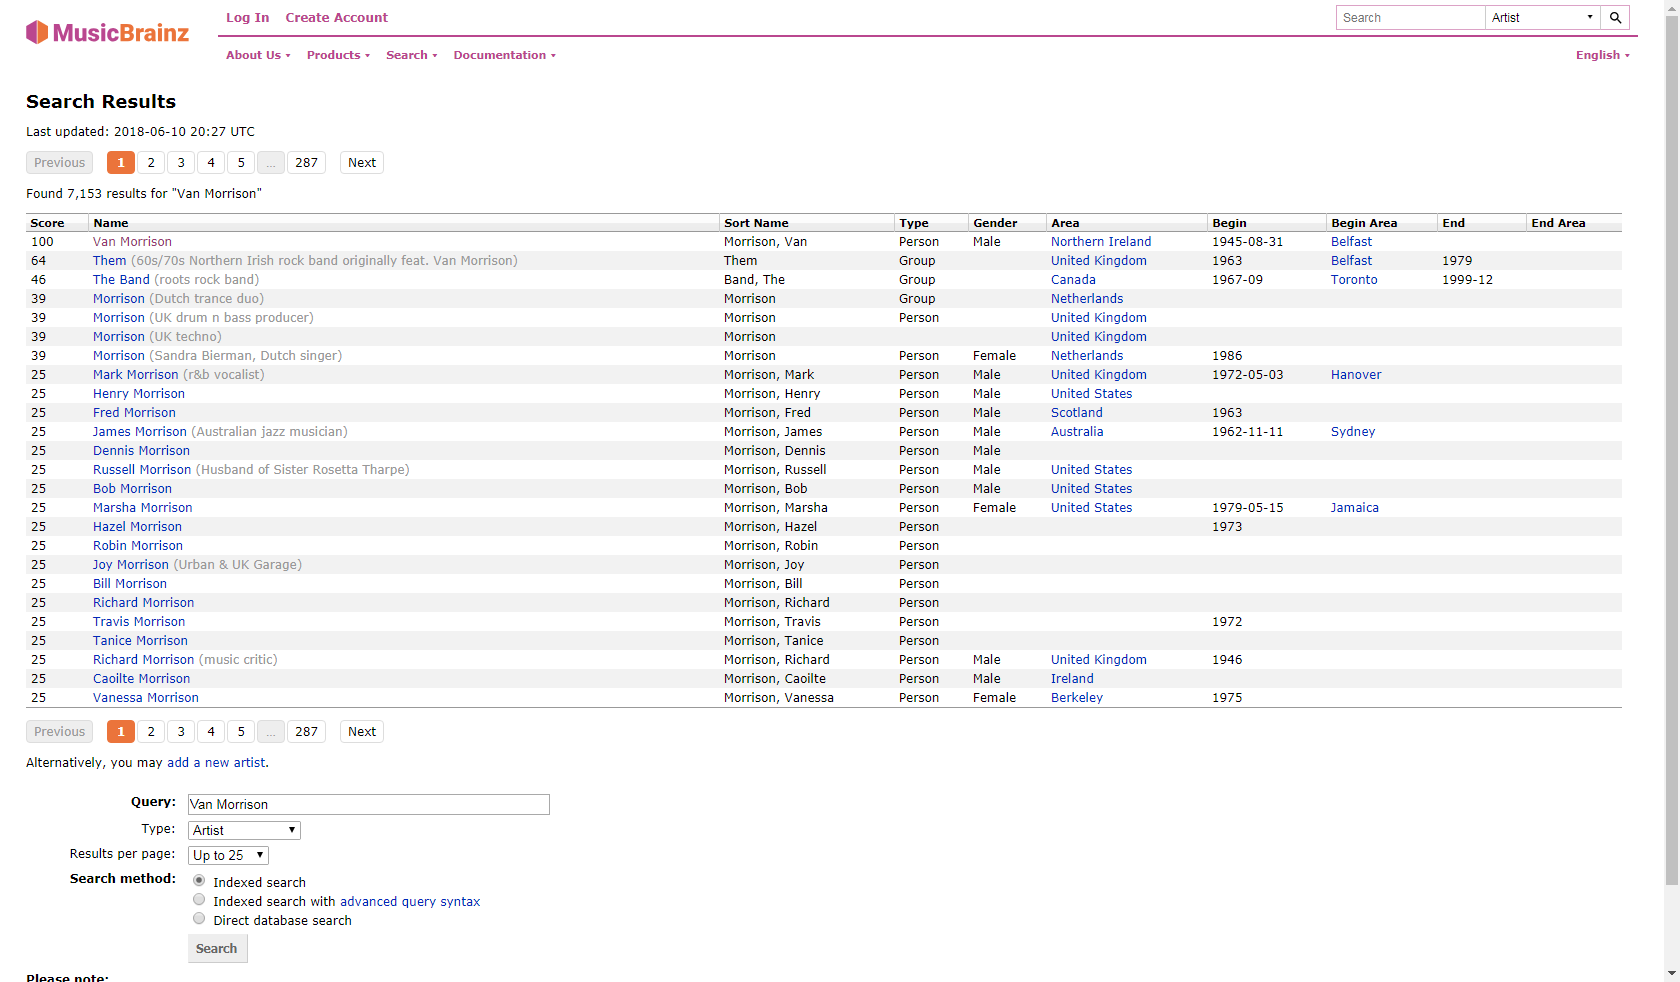 MusicBrainz
Log In Create Account
Search Artist
About Us Products Search Documentation English
Search Results
Last updated: 2018-06-10 20:27 UTC
Previous 1 2 3 4 5 ... 287 Next
Found 7,153 results for "Van Morrison"
Score Name Sort Name Type Gender Area Begin Begin Area End End Area
100 Van Morrison Morrison, Van Person Male Northern Ireland 1945-08-31 Belfast
64 Them (60s/70s Northern Irish rock band originally feat. Van Morrison) Them Group United Kingdom 1963 Belfast 1979
46 The Band (roots rock band) Band, The Group Canada 1967-09 Toronto 1999-12
39 Morrison (Dutch trance duo) Morrison Group Netherlands
39 Morrison (UK drum n bass producer) Morrison Person United Kingdom
39 Morrison (UK techno) Morrison United Kingdom
39 Morrison (Sandra Bierman, Dutch singer) Morrison Person Female Netherlands 1986
25 Mark Morrison (r&b vocalist) Morrison, Mark Person Male United Kingdom 1972-05-03 Hanover
25 Henry Morrison Morrison, Henry Person Male United States
25 Fred Morrison Morrison, Fred Person Male Scotland 1963
25 James Morrison (Australian jazz musician) Morrison, James Person Male Australia 1962-11-11 Sydney
25 Dennis Morrison Morrison, Dennis Person Male
25 Russell Morrison (Husband of Sister Rosetta Tharpe) Morrison, Russell Person Male United States
25 Bob Morrison Morrison, Bob Person Male United States
25 Marsha Morrison Morrison, Marsha Person Female United States 1979-05-15 Jamaica
25 Hazel Morrison Morrison, Hazel Person 1973
25 Robin Morrison Morrison, Robin Person
25 Joy Morrison (Urban & UK Garage) Morrison, Joy Person
25 Bill Morrison Morrison, Bill Person
25 Richard Morrison Morrison, Richard Person
25 Travis Morrison Morrison, Travis Person 1972
25 Tanice Morrison Morrison, Tanice Person
25 Richard Morrison (music critic) Morrison, Richard Person Male United Kingdom 1946
25 Caoilte Morrison Morrison, Caoilte Person Male Ireland
25 Vanessa Morrison Morrison, Vanessa Person Female Berkeley 1975
Previous 1 2 3 4 5 ... 287 Next
Alternatively, you may add a new artist.
Query: Van Morrison
Type: Artist
Results per page: Up to 25
Search method: Indexed search
Indexed search with advanced query syntax
Direct database search
Search
Please note: